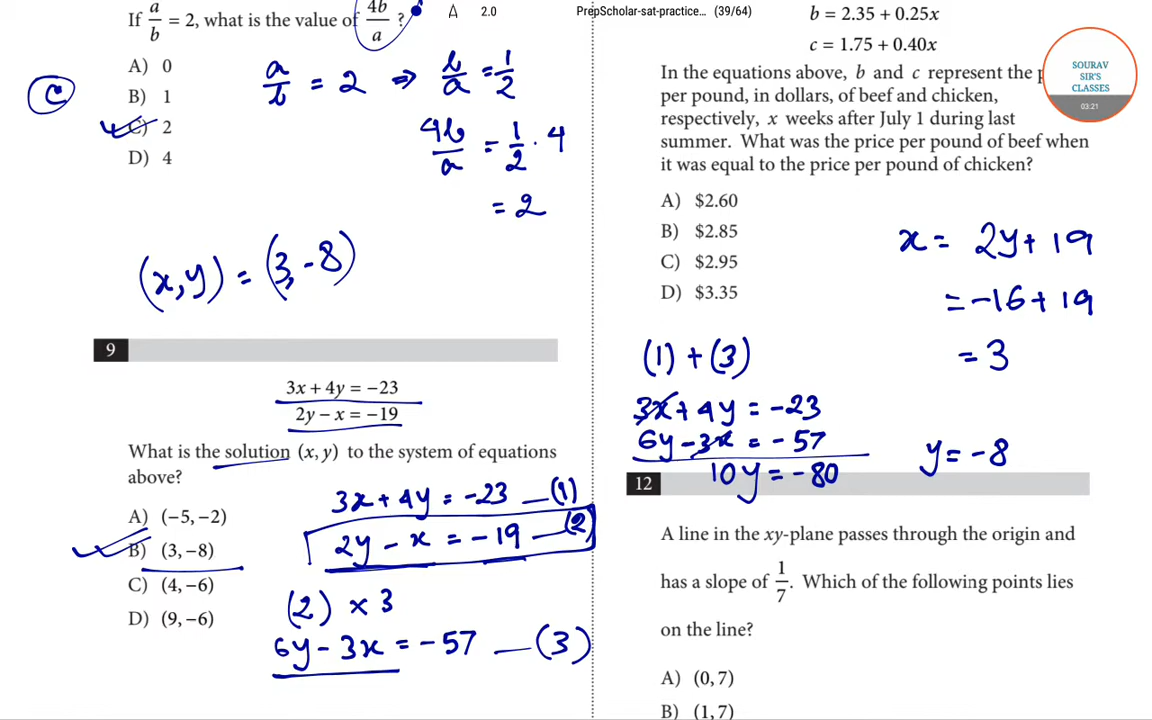 If a/b = 2, what is the value of 4b/a ?
A) 0
B) 1
C) 2
D) 4
C
a/b = 2 ⇒ b/a = 1/2
4b/a = 1/2 · 4
= 2
(x, y) = (3, -8)
9
3x + 4y = −23
2y − x = −19
What is the solution (x, y) to the system of equations
above?
A) (−5, −2)
B) (3, −8)
C) (4, −6)
D) (9, −6)
3x + 4y = -23 — (1)
2y - x = -19 — (2)
(2) × 3
6y - 3x = -57 — (3)
A 2.0
PrepScholar-sat-practice... (39/64)
b = 2.35 + 0.25x
c = 1.75 + 0.40x
SOURAV
SIR'S
CLASSES
03:21
In the equations above, b and c represent the p
per pound, in dollars, of beef and chicken,
respectively, x weeks after July 1 during last
summer. What was the price per pound of beef when
it was equal to the price per pound of chicken?
A) $2.60
B) $2.85
C) $2.95
D) $3.35
x = 2y + 19
= -16 + 19
= 3
(1) + (3)
3x + 4y = -23
6y - 3x = -57
10y = -80
y = -8
12
A line in the xy-plane passes through the origin and
has a slope of 1/7. Which of the following points lies
on the line?
A) (0, 7)
B) (1, 7)